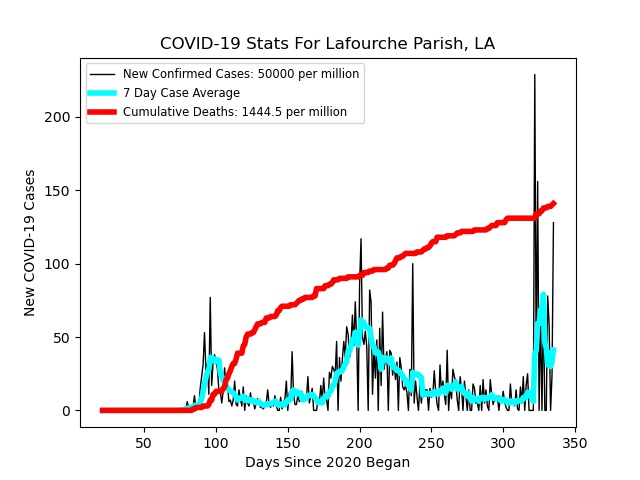 COVID-19 Stats For Lafourche Parish, LA
New Confirmed Cases: 50000 per million
7 Day Case Average
Cumulative Deaths: 1444.5 per million
New COVID-19 Cases
200
150
100
50
0
50 100 150 200 250 300 350
Days Since 2020 Began